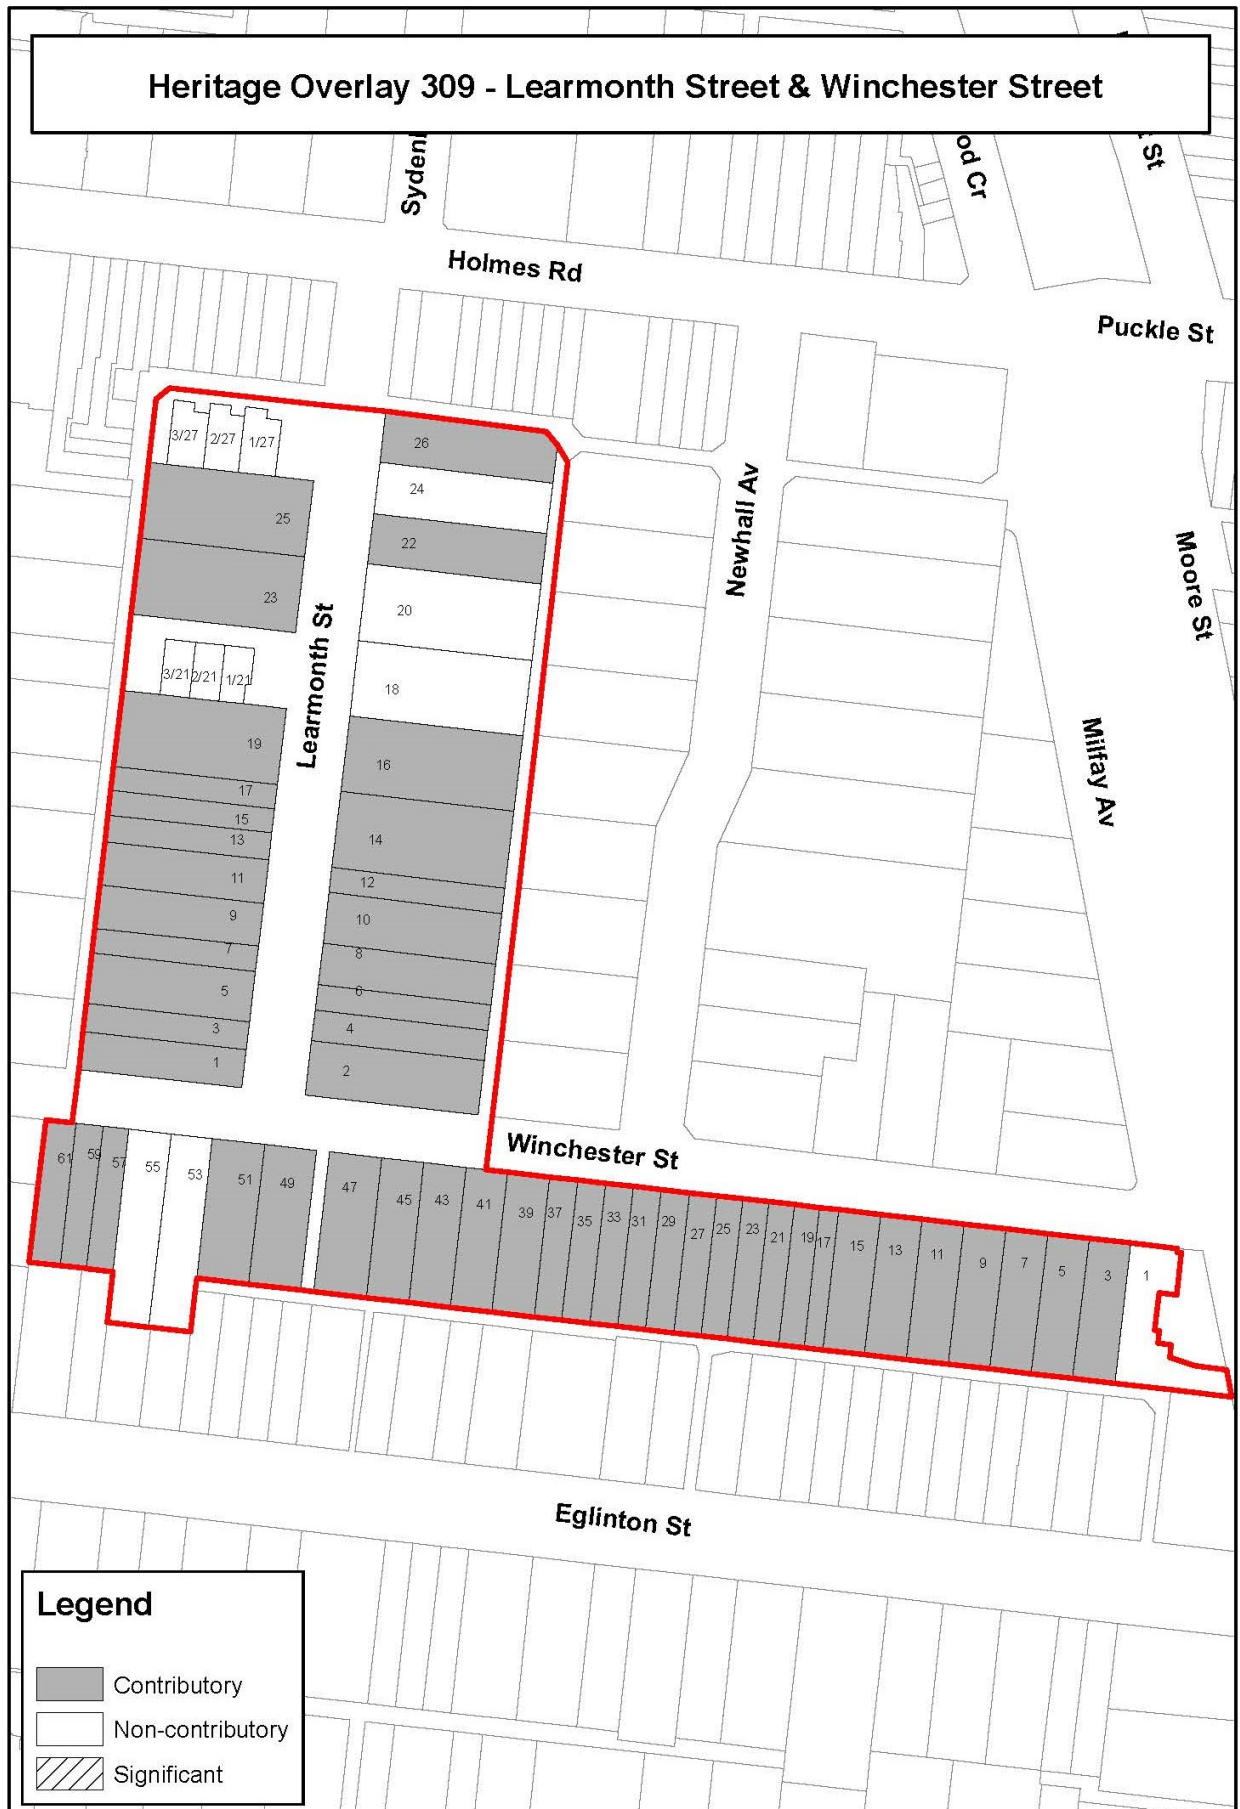 Heritage Overlay 309 - Learmonth Street & Winchester Street
od Cr
St
Holmes Rd
Puckle St
3/27 2/27 1/27
26
24
25
22
Newhall Av
Moore St
23
20
Learmonth St
3/21 2/21 1/21
18
19
16
Milfay Av
17
15
13
14
11
12
9
10
7
8
5
6
3
4
1
2
Winchester St
61 59 57 55 53 51 49 47 45 43 41 39 37 35 33 31 29 27 25 23 21 19 17 15 13 11 9 7 5 3 1
Eglinton St
Legend
Contributory
Non-contributory
Significant